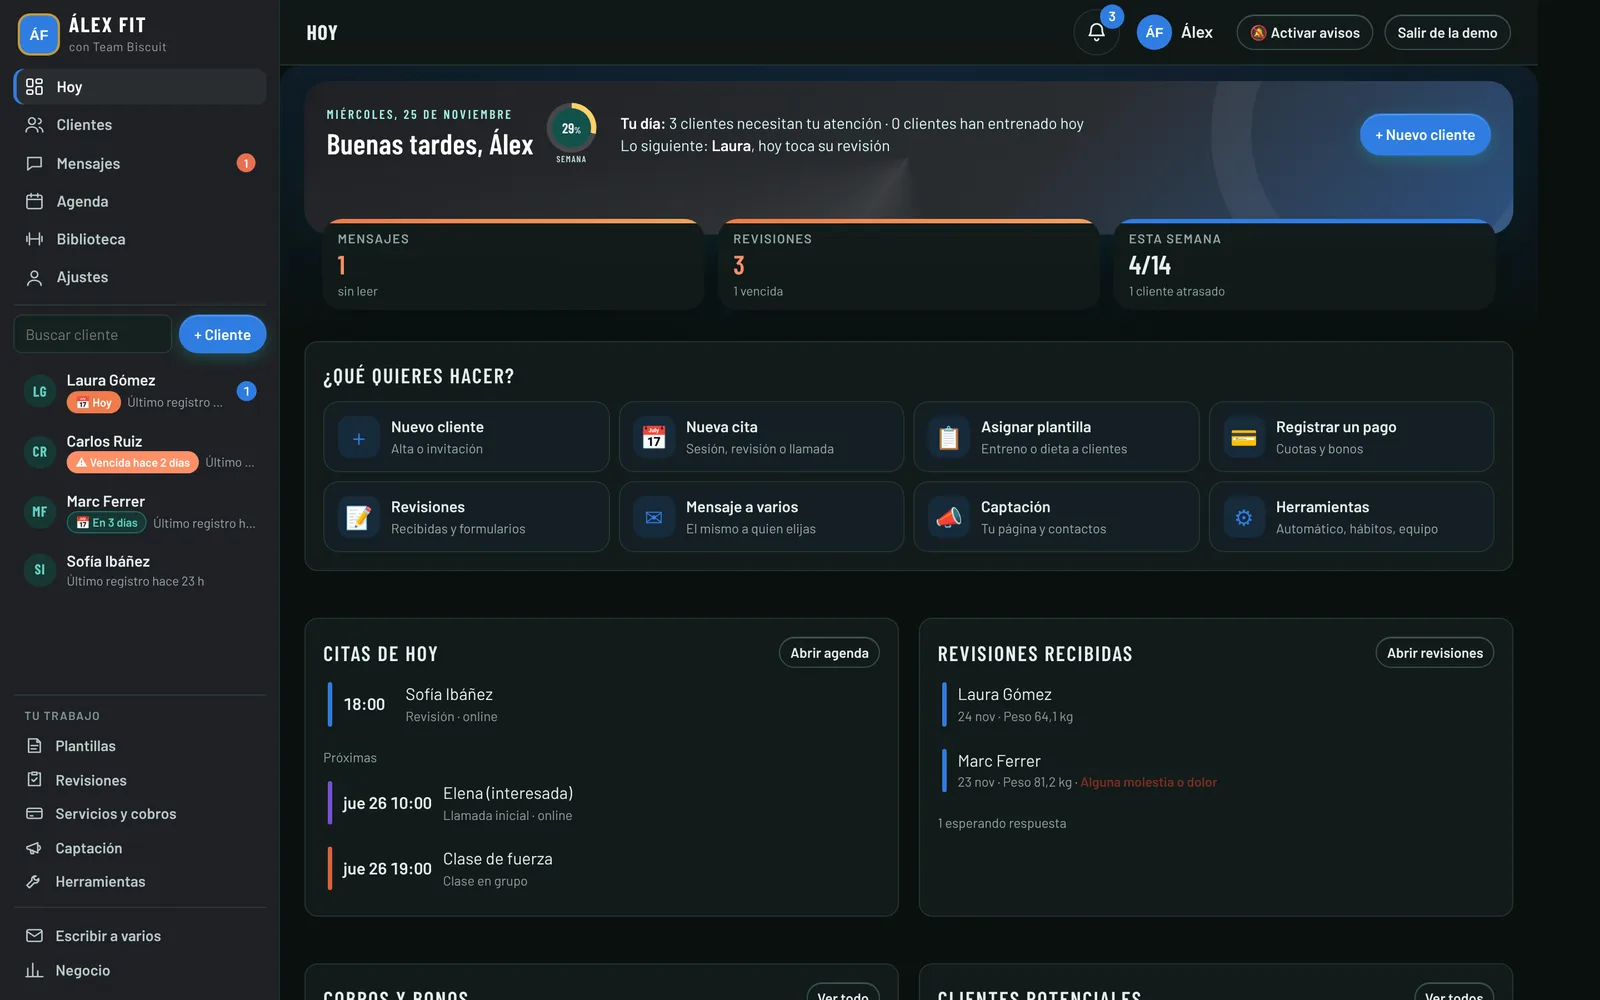 ÁF
ÁLEX FIT
con Team Biscuit
Hoy
Clientes
Mensajes
1
Agenda
Biblioteca
Ajustes
Buscar cliente
+ Cliente
LG
Laura Gómez
Hoy
Último registro ...
1
CR
Carlos Ruiz
Vencida hace 2 días
Último ...
MF
Marc Ferrer
En 3 días
Último registro h...
SI
Sofía Ibáñez
Último registro hace 23 h
TU TRABAJO
Plantillas
Revisiones
Servicios y cobros
Captación
Herramientas
Escribir a varios
Negocio
HOY
3
ÁF
Álex
Activar avisos
Salir de la demo
MIÉRCOLES, 25 DE NOVIEMBRE
Buenas tardes, Álex
29%
SEMANA
Tu día: 3 clientes necesitan tu atención · 0 clientes han entrenado hoy
Lo siguiente: Laura, hoy toca su revisión
+ Nuevo cliente
MENSAJES
1
sin leer
REVISIONES
3
1 vencida
ESTA SEMANA
4/14
1 cliente atrasado
¿QUÉ QUIERES HACER?
Nuevo cliente
Alta o invitación
Nueva cita
Sesión, revisión o llamada
Asignar plantilla
Entreno o dieta a clientes
Registrar un pago
Cuotas y bonos
Revisiones
Recibidas y formularios
Mensaje a varios
El mismo a quien elijas
Captación
Tu página y contactos
Herramientas
Automático, hábitos, equipo
CITAS DE HOY
Abrir agenda
18:00
Sofía Ibáñez
Revisión · online
Próximas
jue 26 10:00
Elena (interesada)
Llamada inicial · online
jue 26 19:00
Clase de fuerza
Clase en grupo
REVISIONES RECIBIDAS
Abrir revisiones
Laura Gómez
24 nov · Peso 64,1 kg
Marc Ferrer
23 nov · Peso 81,2 kg · Alguna molestia o dolor
1 esperando respuesta
COBROS Y BONOS
Ver todo
CLIENTES POTENCIALES
Ver todos